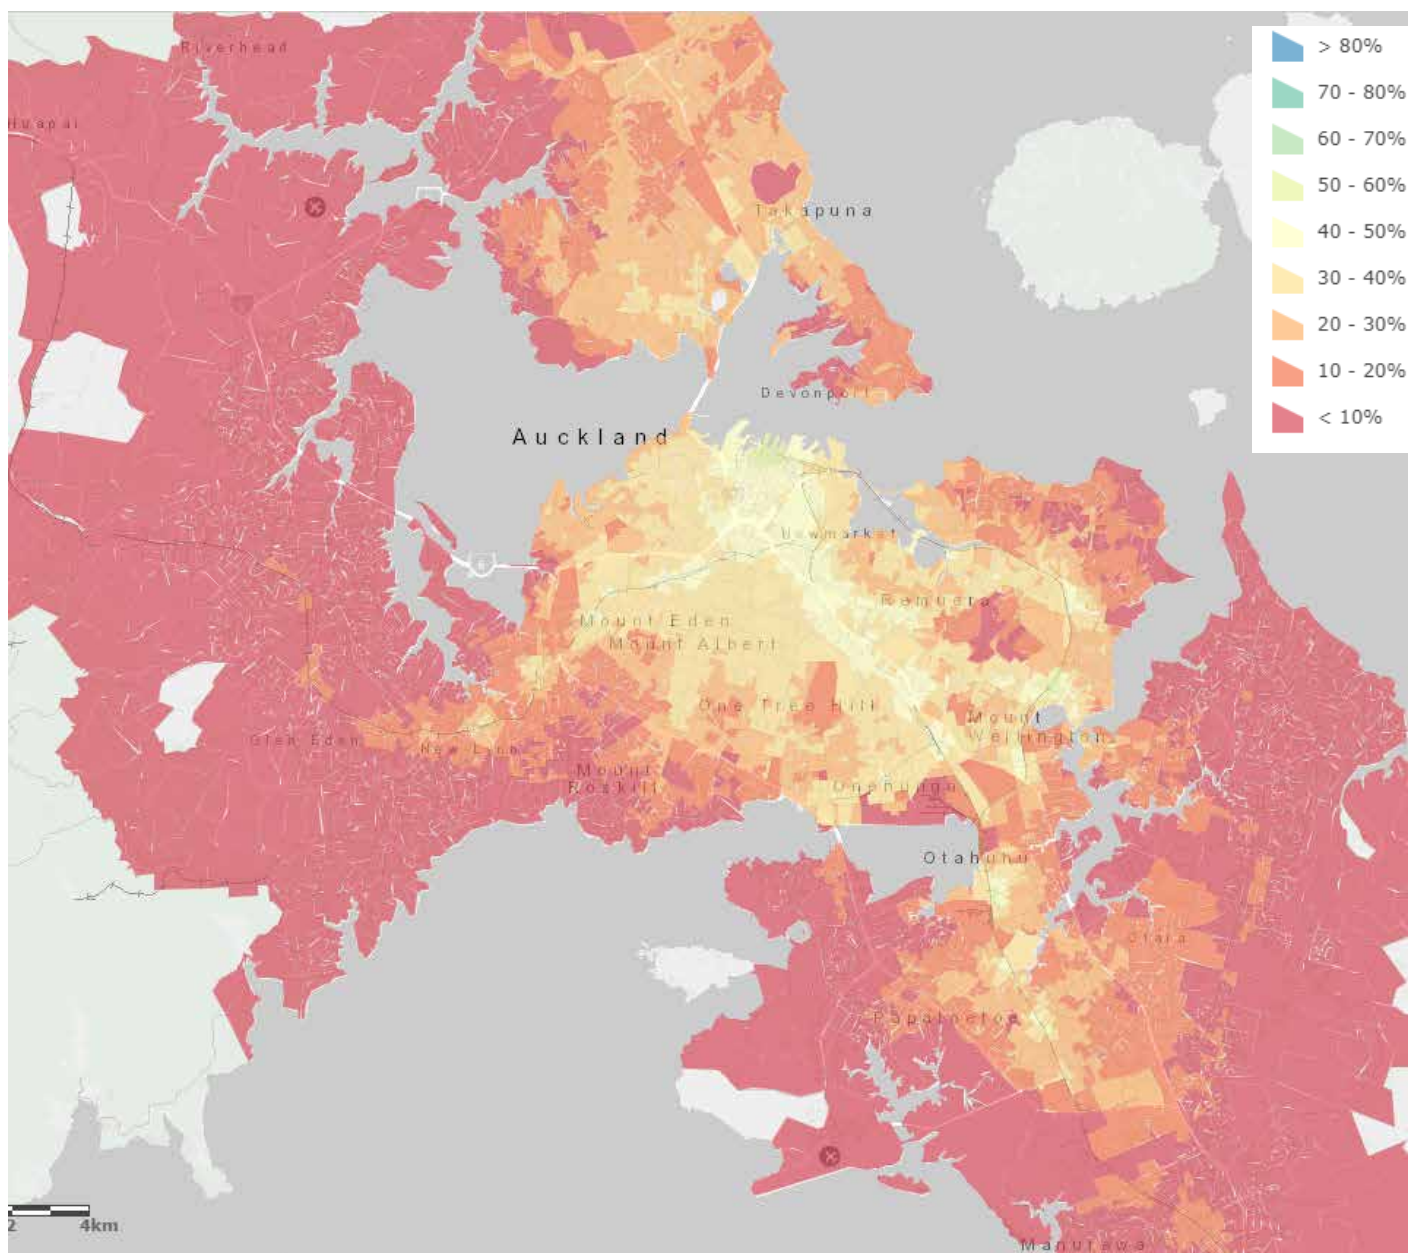 Riverhead
> 80%
70 - 80%
Huapai
60 - 70%
50 - 60%
Takapuna
40 - 50%
30 - 40%
20 - 30%
10 - 20%
Devonport
< 10%
Auckland
Newmarket
Remuera
Mount Eden
Mount Albert
One Tree Hill
Mount
Wellington
Glen Eden
New Lynn
Mount
Roskill
Onehunga
Otahuhu
Otara
Papatoetoe
2
4km
Manurewa